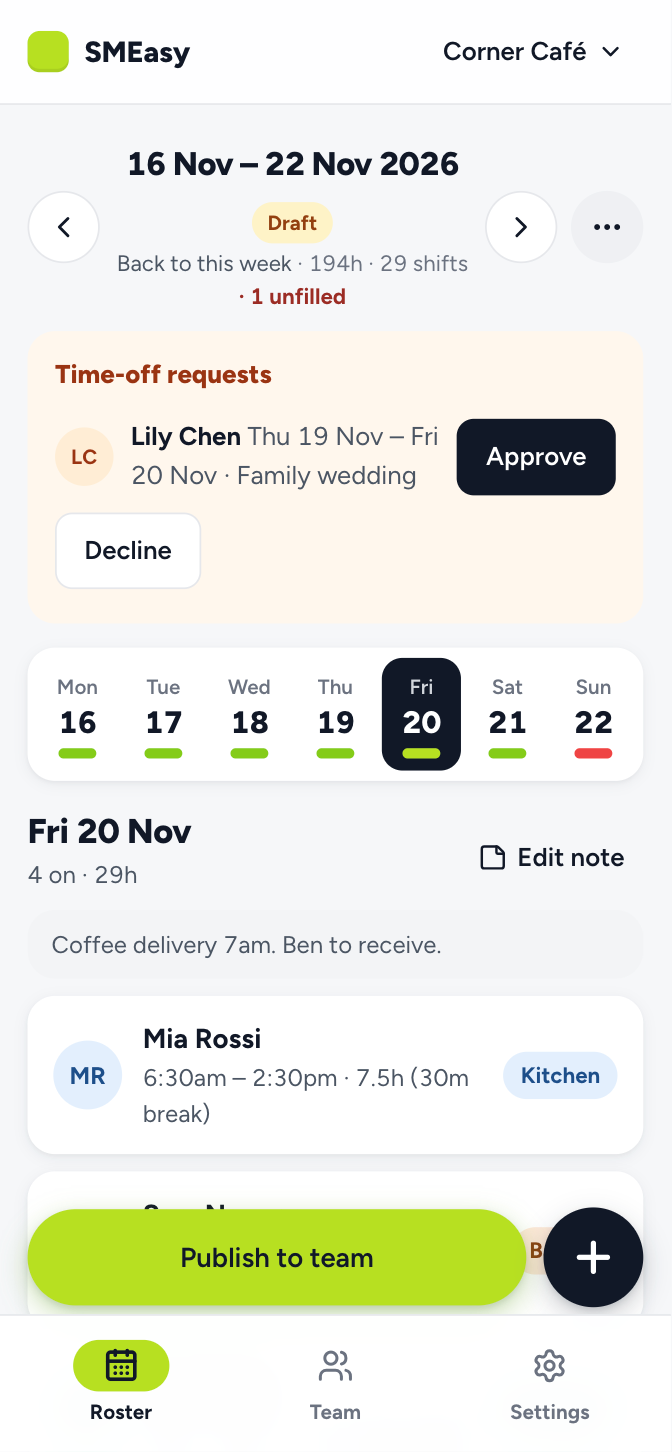 SMEasy
Corner Café
16 Nov – 22 Nov 2026
Draft
Back to this week · 194h · 29 shifts
· 1 unfilled
Time-off requests
LC
Lily Chen Thu 19 Nov – Fri
20 Nov · Family wedding
Approve
Decline
Mon Tue Wed Thu Fri Sat Sun
16 17 18 19 20 21 22
Fri 20 Nov
4 on · 29h
Edit note
Coffee delivery 7am. Ben to receive.
MR
Mia Rossi
6:30am – 2:30pm · 7.5h (30m
break)
Kitchen
Publish to team
Roster
Team
Settings